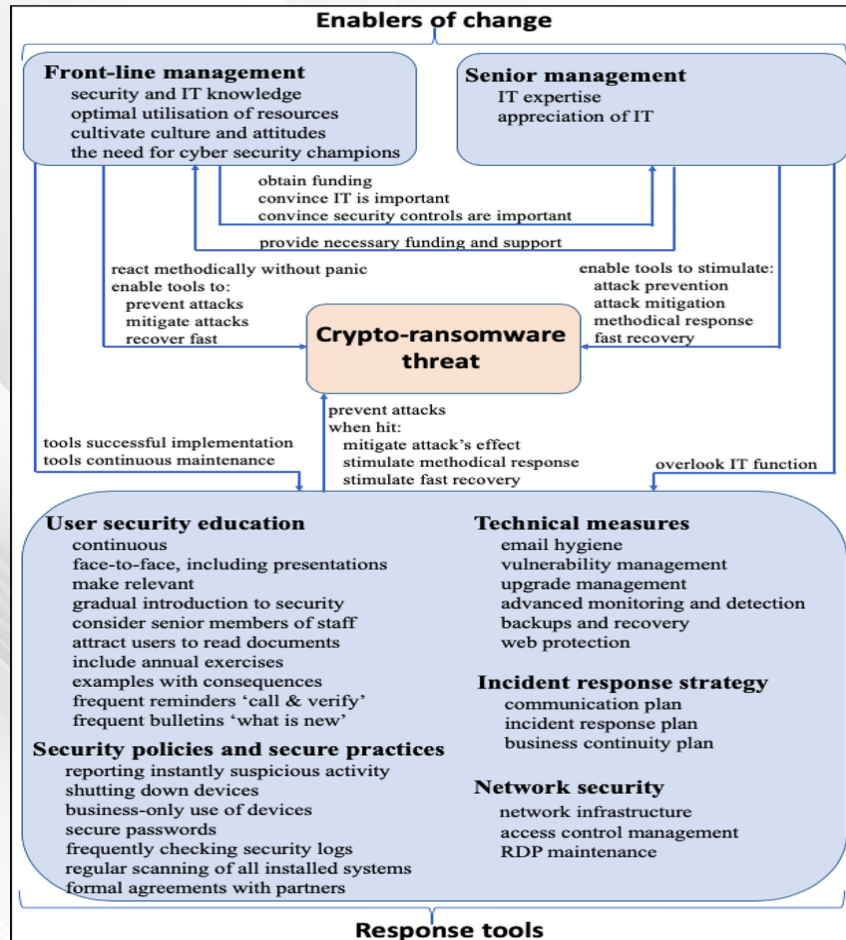 Enablers of change
Front-line management
security and IT knowledge
optimal utilisation of resources
cultivate culture and attitudes
the need for cyber security champions
Senior management
IT expertise
appreciation of IT
obtain funding
convince IT is important
convince security controls are important
provide necessary funding and support
react methodically without panic
enable tools to:
prevent attacks
mitigate attacks
recover fast
enable tools to stimulate:
attack prevention
attack mitigation
methodical response
fast recovery
Crypto-ransomware
threat
prevent attacks
when hit:
mitigate attack's effect
stimulate methodical response
stimulate fast recovery
tools successful implementation
tools continuous maintenance
overlook IT function
User security education
continuous
face-to-face, including presentations
make relevant
gradual introduction to security
consider senior members of staff
attract users to read documents
include annual exercises
examples with consequences
frequent reminders 'call & verify'
frequent bulletins 'what is new'
Security policies and secure practices
reporting instantly suspicious activity
shutting down devices
business-only use of devices
secure passwords
frequently checking security logs
regular scanning of all installed systems
formal agreements with partners
Technical measures
email hygiene
vulnerability management
upgrade management
advanced monitoring and detection
backups and recovery
web protection
Incident response strategy
communication plan
incident response plan
business continuity plan
Network security
network infrastructure
access control management
RDP maintenance
Response tools